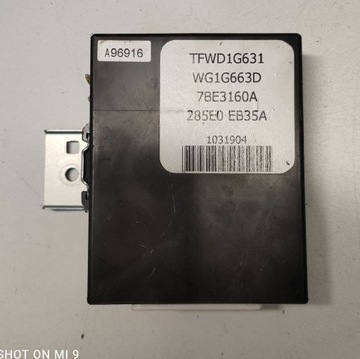 A96916
TFWD1G631
WG1G663D
7BE3160A
285E0 EB35A
1031904
SHOT ON MI 9